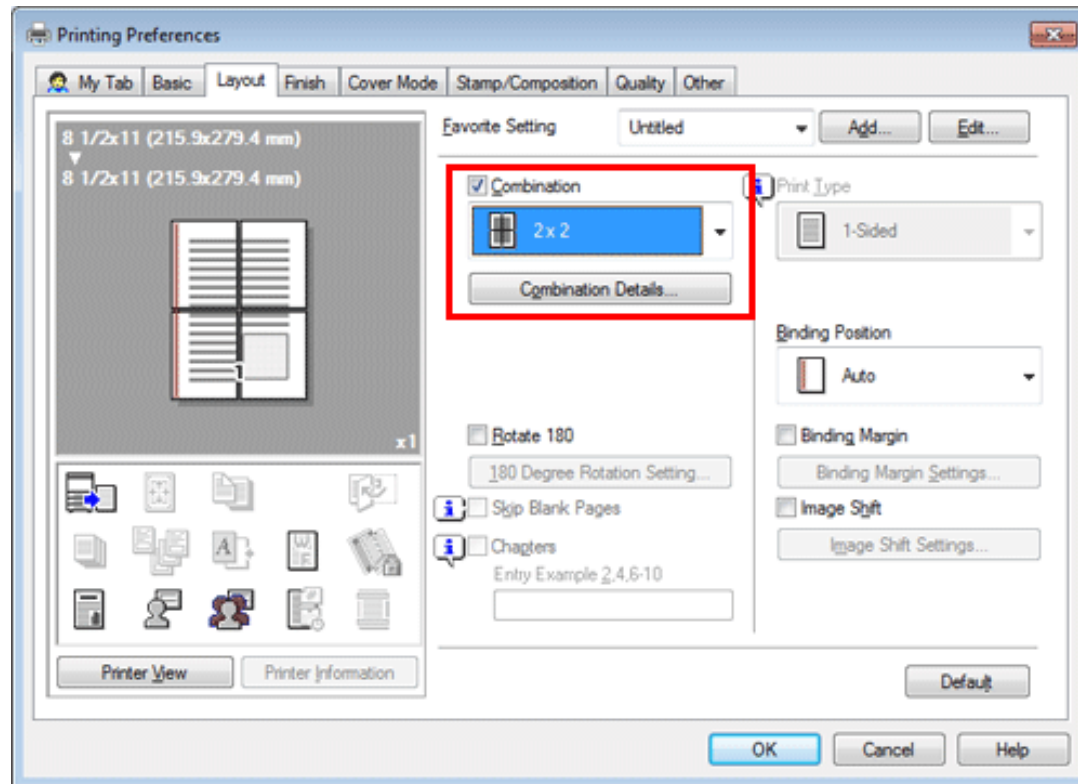 Printing Preferences
My Tab Basic Layout Finish Cover Mode Stamp/Composition Quality Other
8 1/2x11 (215.9x279.4 mm)
8 1/2x11 (215.9x279.4 mm)
1
x1
Printer View Printer Information
Favorite Setting Untitled Add... Edit...
Combination
2 x 2
Combination Details...
Print Type
1-Sided
Binding Position
Auto
Rotate 180
180 Degree Rotation Setting...
Skip Blank Pages
Chapters
Entry Example 2,4,6-10
Binding Margin
Binding Margin Settings...
Image Shift
Image Shift Settings...
Default
OK Cancel Help